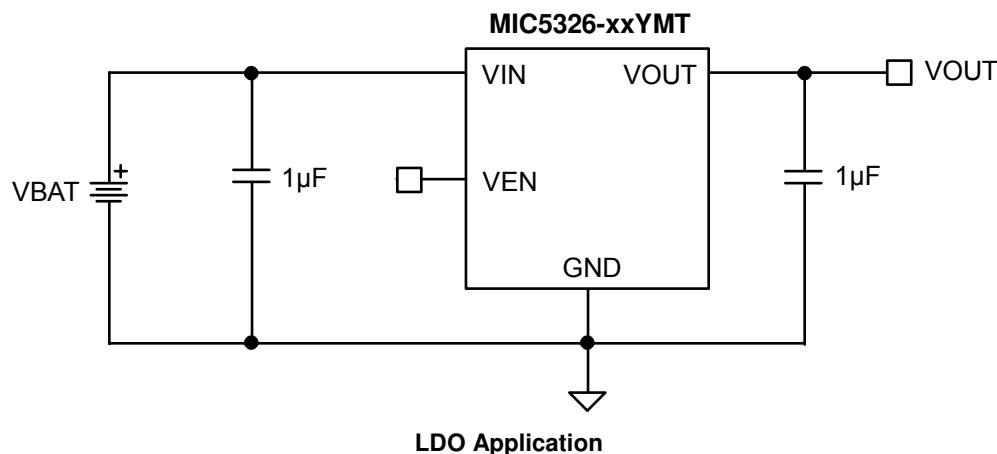 MIC5326-xxYMT
VIN
VOUT
VOUT
+
VBAT
1µF
VEN
1µF
GND
LDO Application